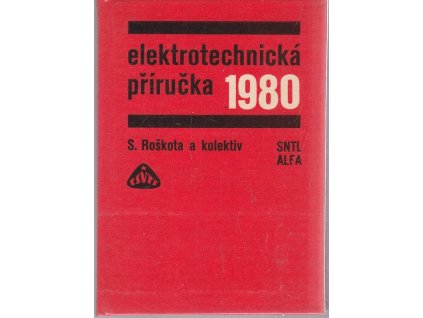 elektrotechnická
příručka 1980
S. Roškota a kolektiv SNTL
ALFA